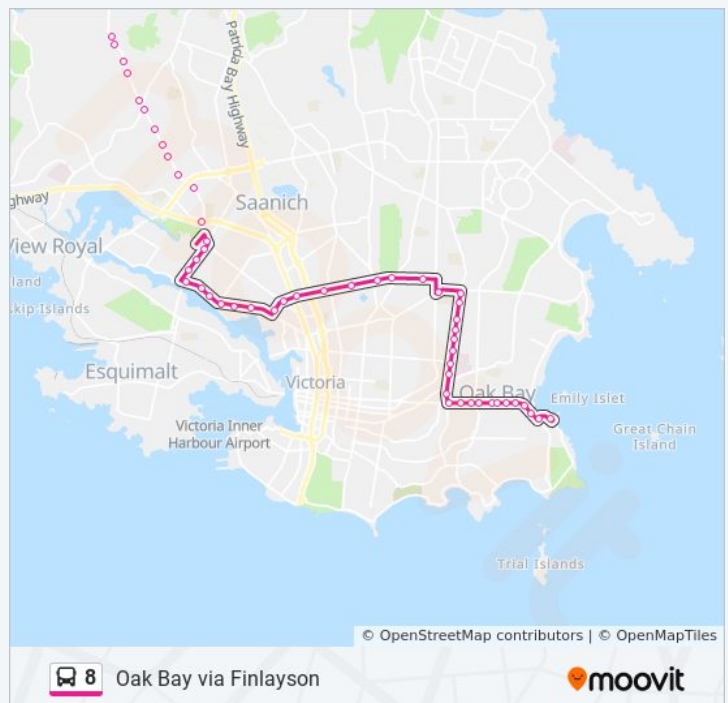 Patricia Bay Highway
Saanich
ghway
View Royal
land
skip Islands
Esquimalt
Victoria
Oak Bay
Emily Islet
Great Chain
Island
Victoria Inner
Harbour Airport
Trial Islands
© OpenStreetMap contributors | © OpenMapTiles
8 Oak Bay via Finlayson
moovit